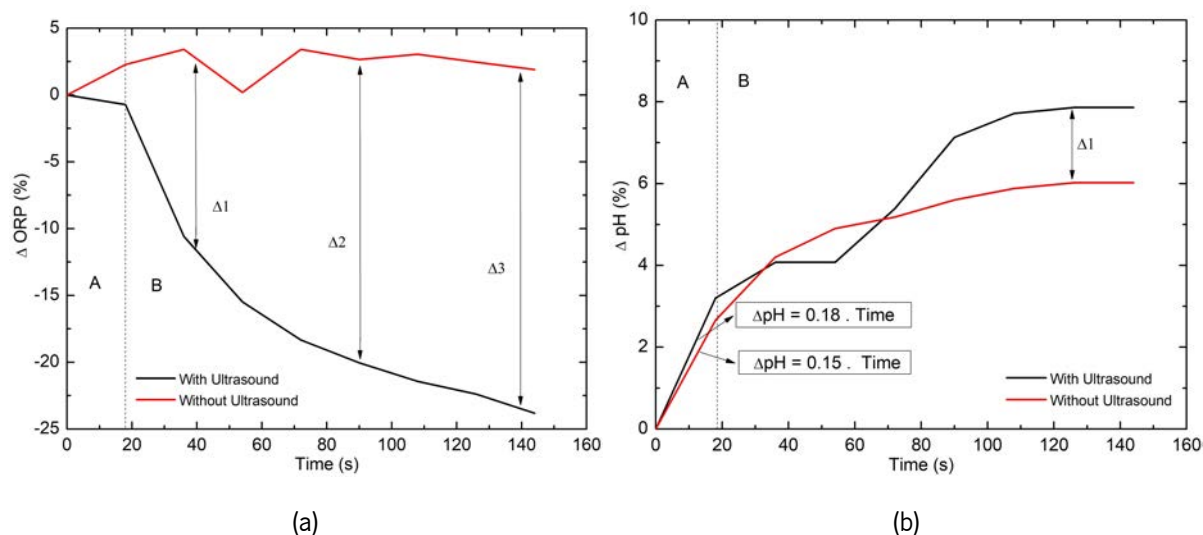 5
0
-5
-10
-15
-20
-25
Δ ORP (%)
A
B
Δ1
Δ2
Δ3
With Ultrasound
Without Ultrasound
0 20 40 60 80 100 120 140 160
Time (s)
(a)
10
8
6
4
2
0
Δ pH (%)
A
B
Δ1
ΔpH = 0.18 . Time
ΔpH = 0.15 . Time
With Ultrasound
Without Ultrasound
0 20 40 60 80 100 120 140 160
Time (s)
(b)